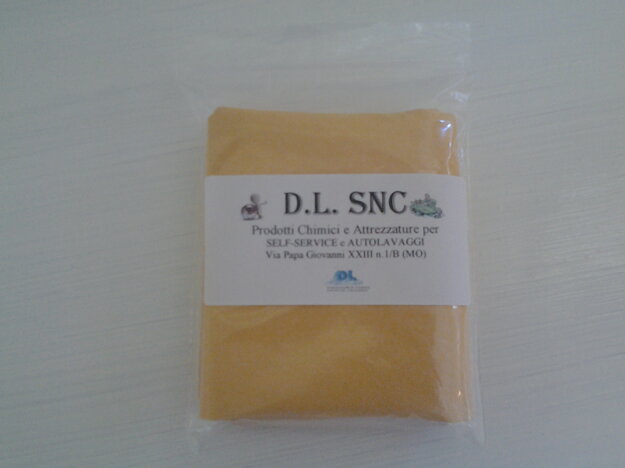 D.L. SNC
Prodotti Chimici e Attrezzature per
SELF-SERVICE e AUTOLAVAGGI
Via Papa Giovanni XXIII n.1/B (MO)
DL